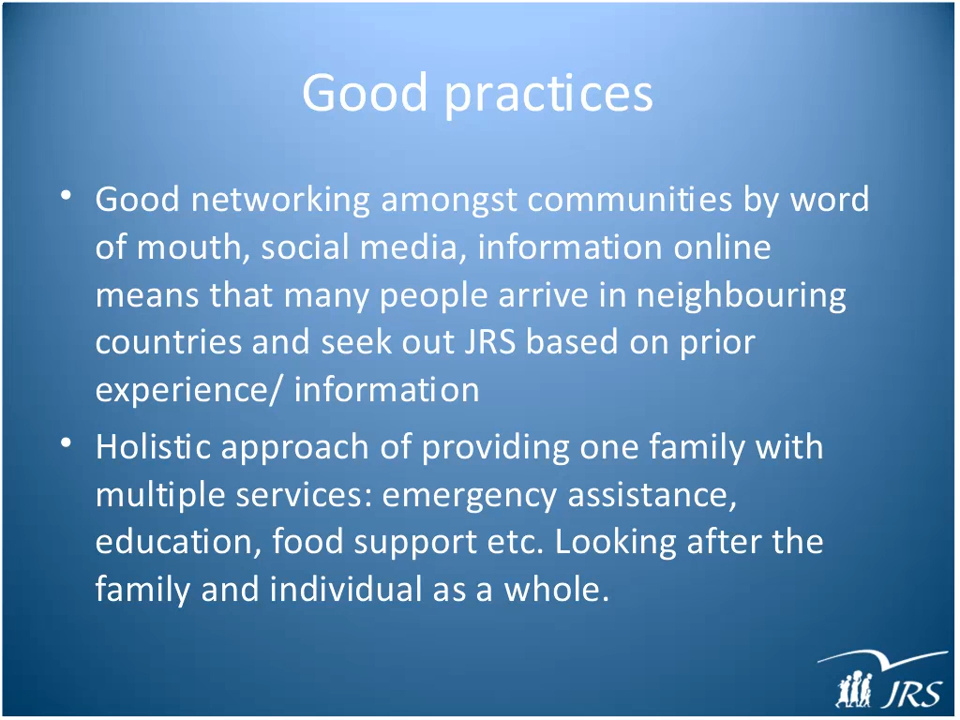 Good practices
• Good networking amongst communities by word
of mouth, social media, information online
means that many people arrive in neighbouring
countries and seek out JRS based on prior
experience/ information
• Holistic approach of providing one family with
multiple services: emergency assistance,
education, food support etc. Looking after the
family and individual as a whole.
JRS